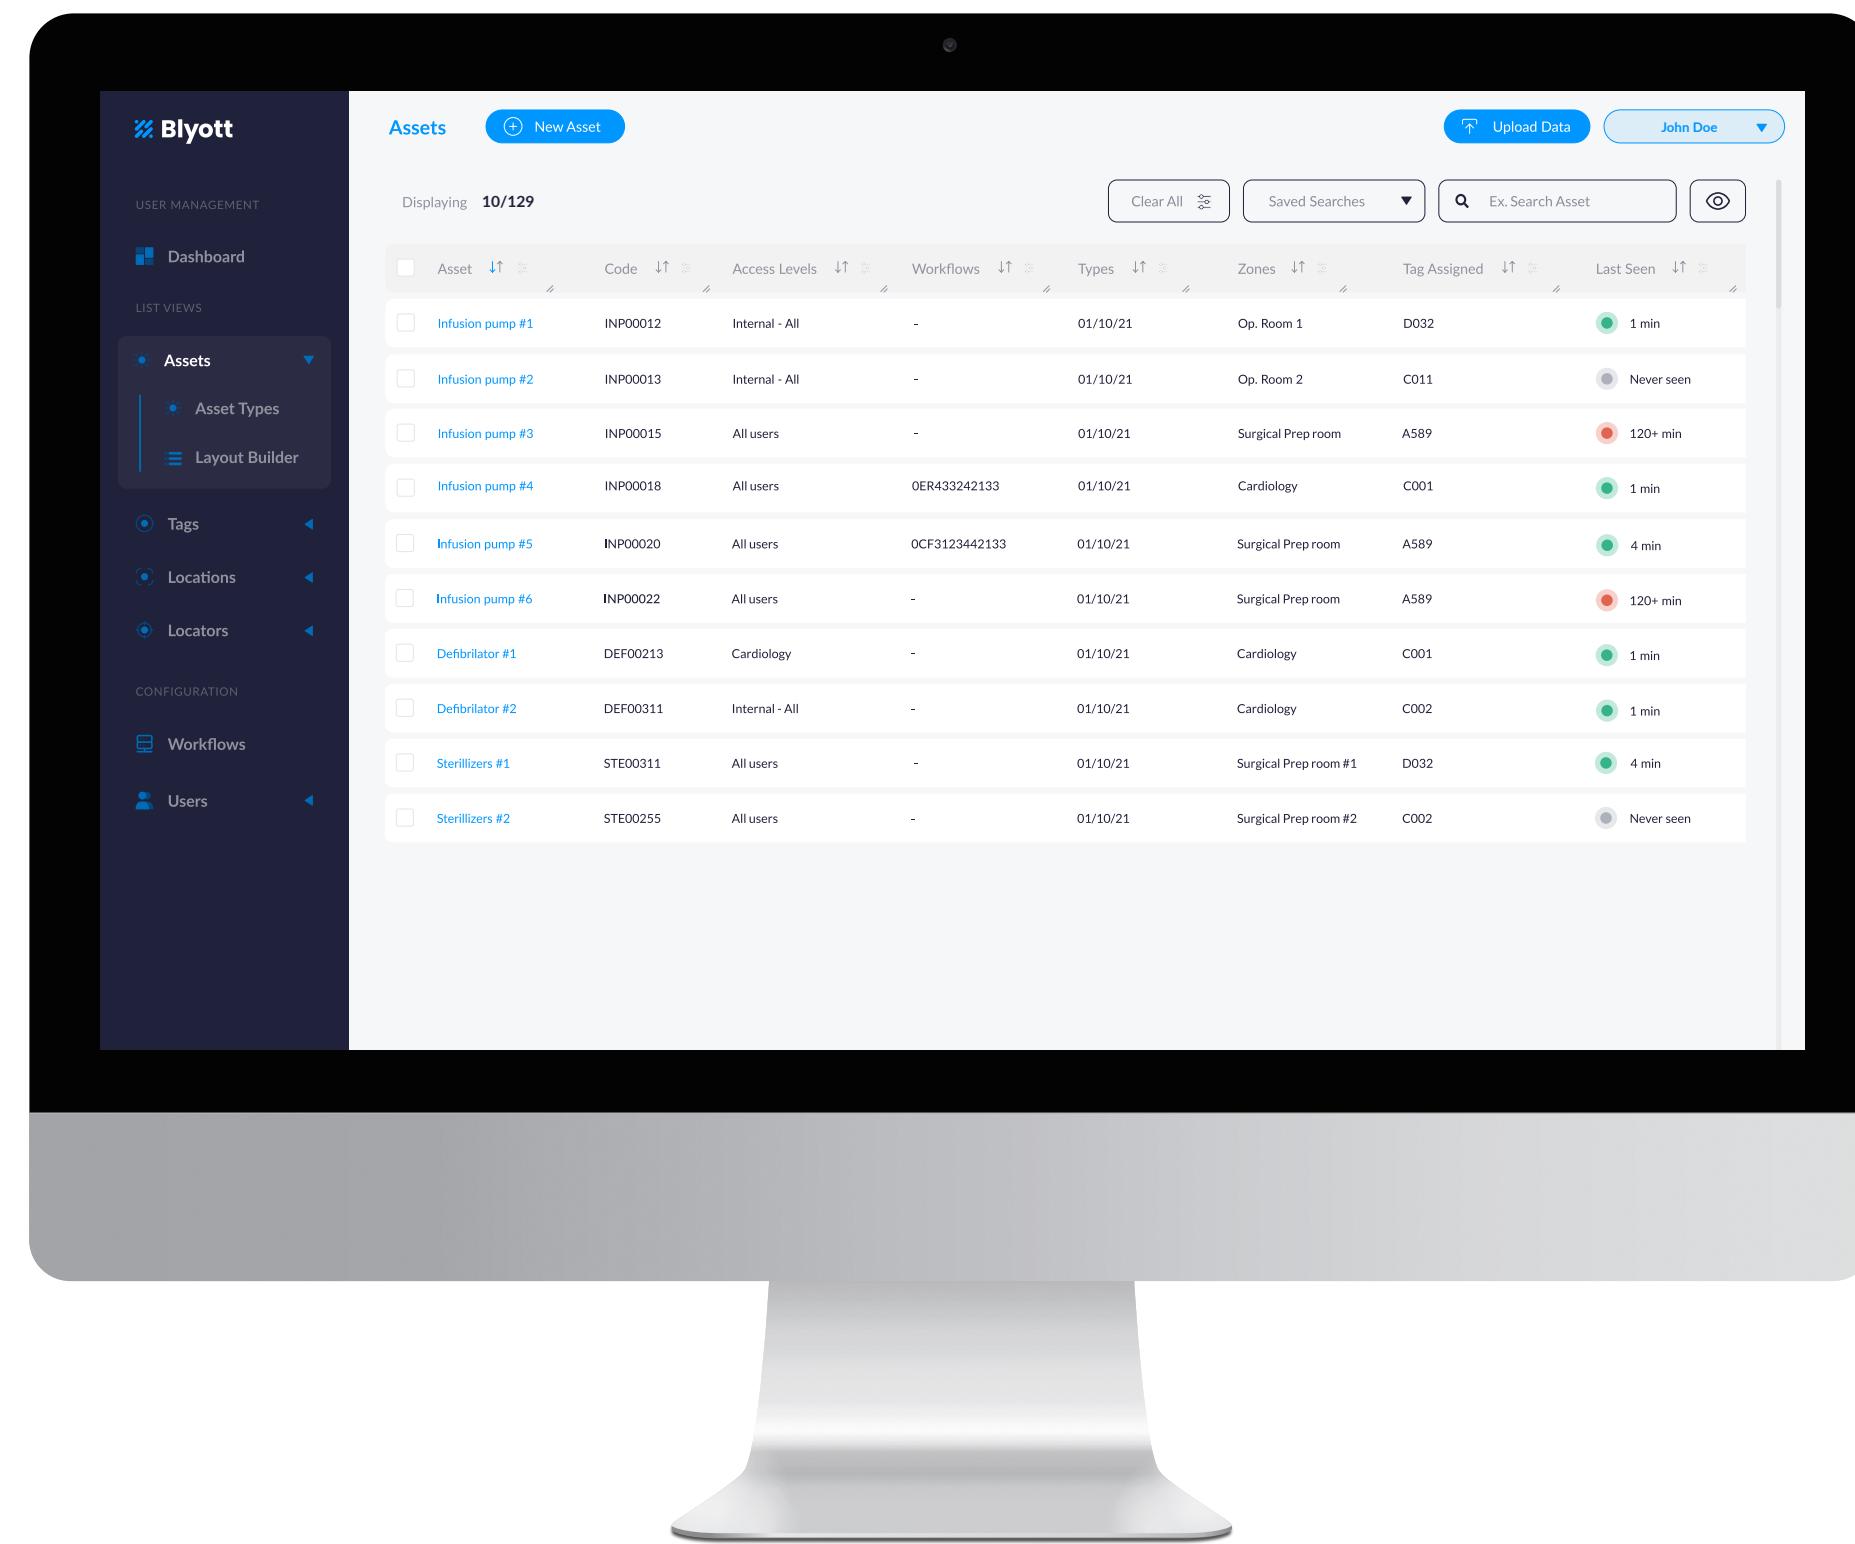 Blyott
Assets
New Asset
Upload Data
John Doe
USER MANAGEMENT
Dashboard
LIST VIEWS
Assets
Asset Types
Layout Builder
Tags
Locations
Locators
CONFIGURATION
Workflows
Users
Displaying 10/129
Clear All
Saved Searches
Ex. Search Asset
Asset Code Access Levels Workflows Types Zones Tag Assigned Last Seen
Infusion pump #1 INP00012 Internal - All - 01/10/21 Op. Room 1 D032 1 min
Infusion pump #2 INP00013 Internal - All - 01/10/21 Op. Room 2 C011 Never seen
Infusion pump #3 INP00015 All users - 01/10/21 Surgical Prep room A589 120+ min
Infusion pump #4 INP00018 All users 0ER433242133 01/10/21 Cardiology C001 1 min
Infusion pump #5 INP00020 All users 0CF3123442133 01/10/21 Surgical Prep room A589 4 min
Infusion pump #6 INP00022 All users - 01/10/21 Surgical Prep room A589 120+ min
Defibrilator #1 DEF00213 Cardiology - 01/10/21 Cardiology C001 1 min
Defibrilator #2 DEF00311 Internal - All - 01/10/21 Cardiology C002 1 min
Sterillizers #1 STE00311 All users - 01/10/21 Surgical Prep room #1 D032 4 min
Sterillizers #2 STE00255 All users - 01/10/21 Surgical Prep room #2 C002 Never seen